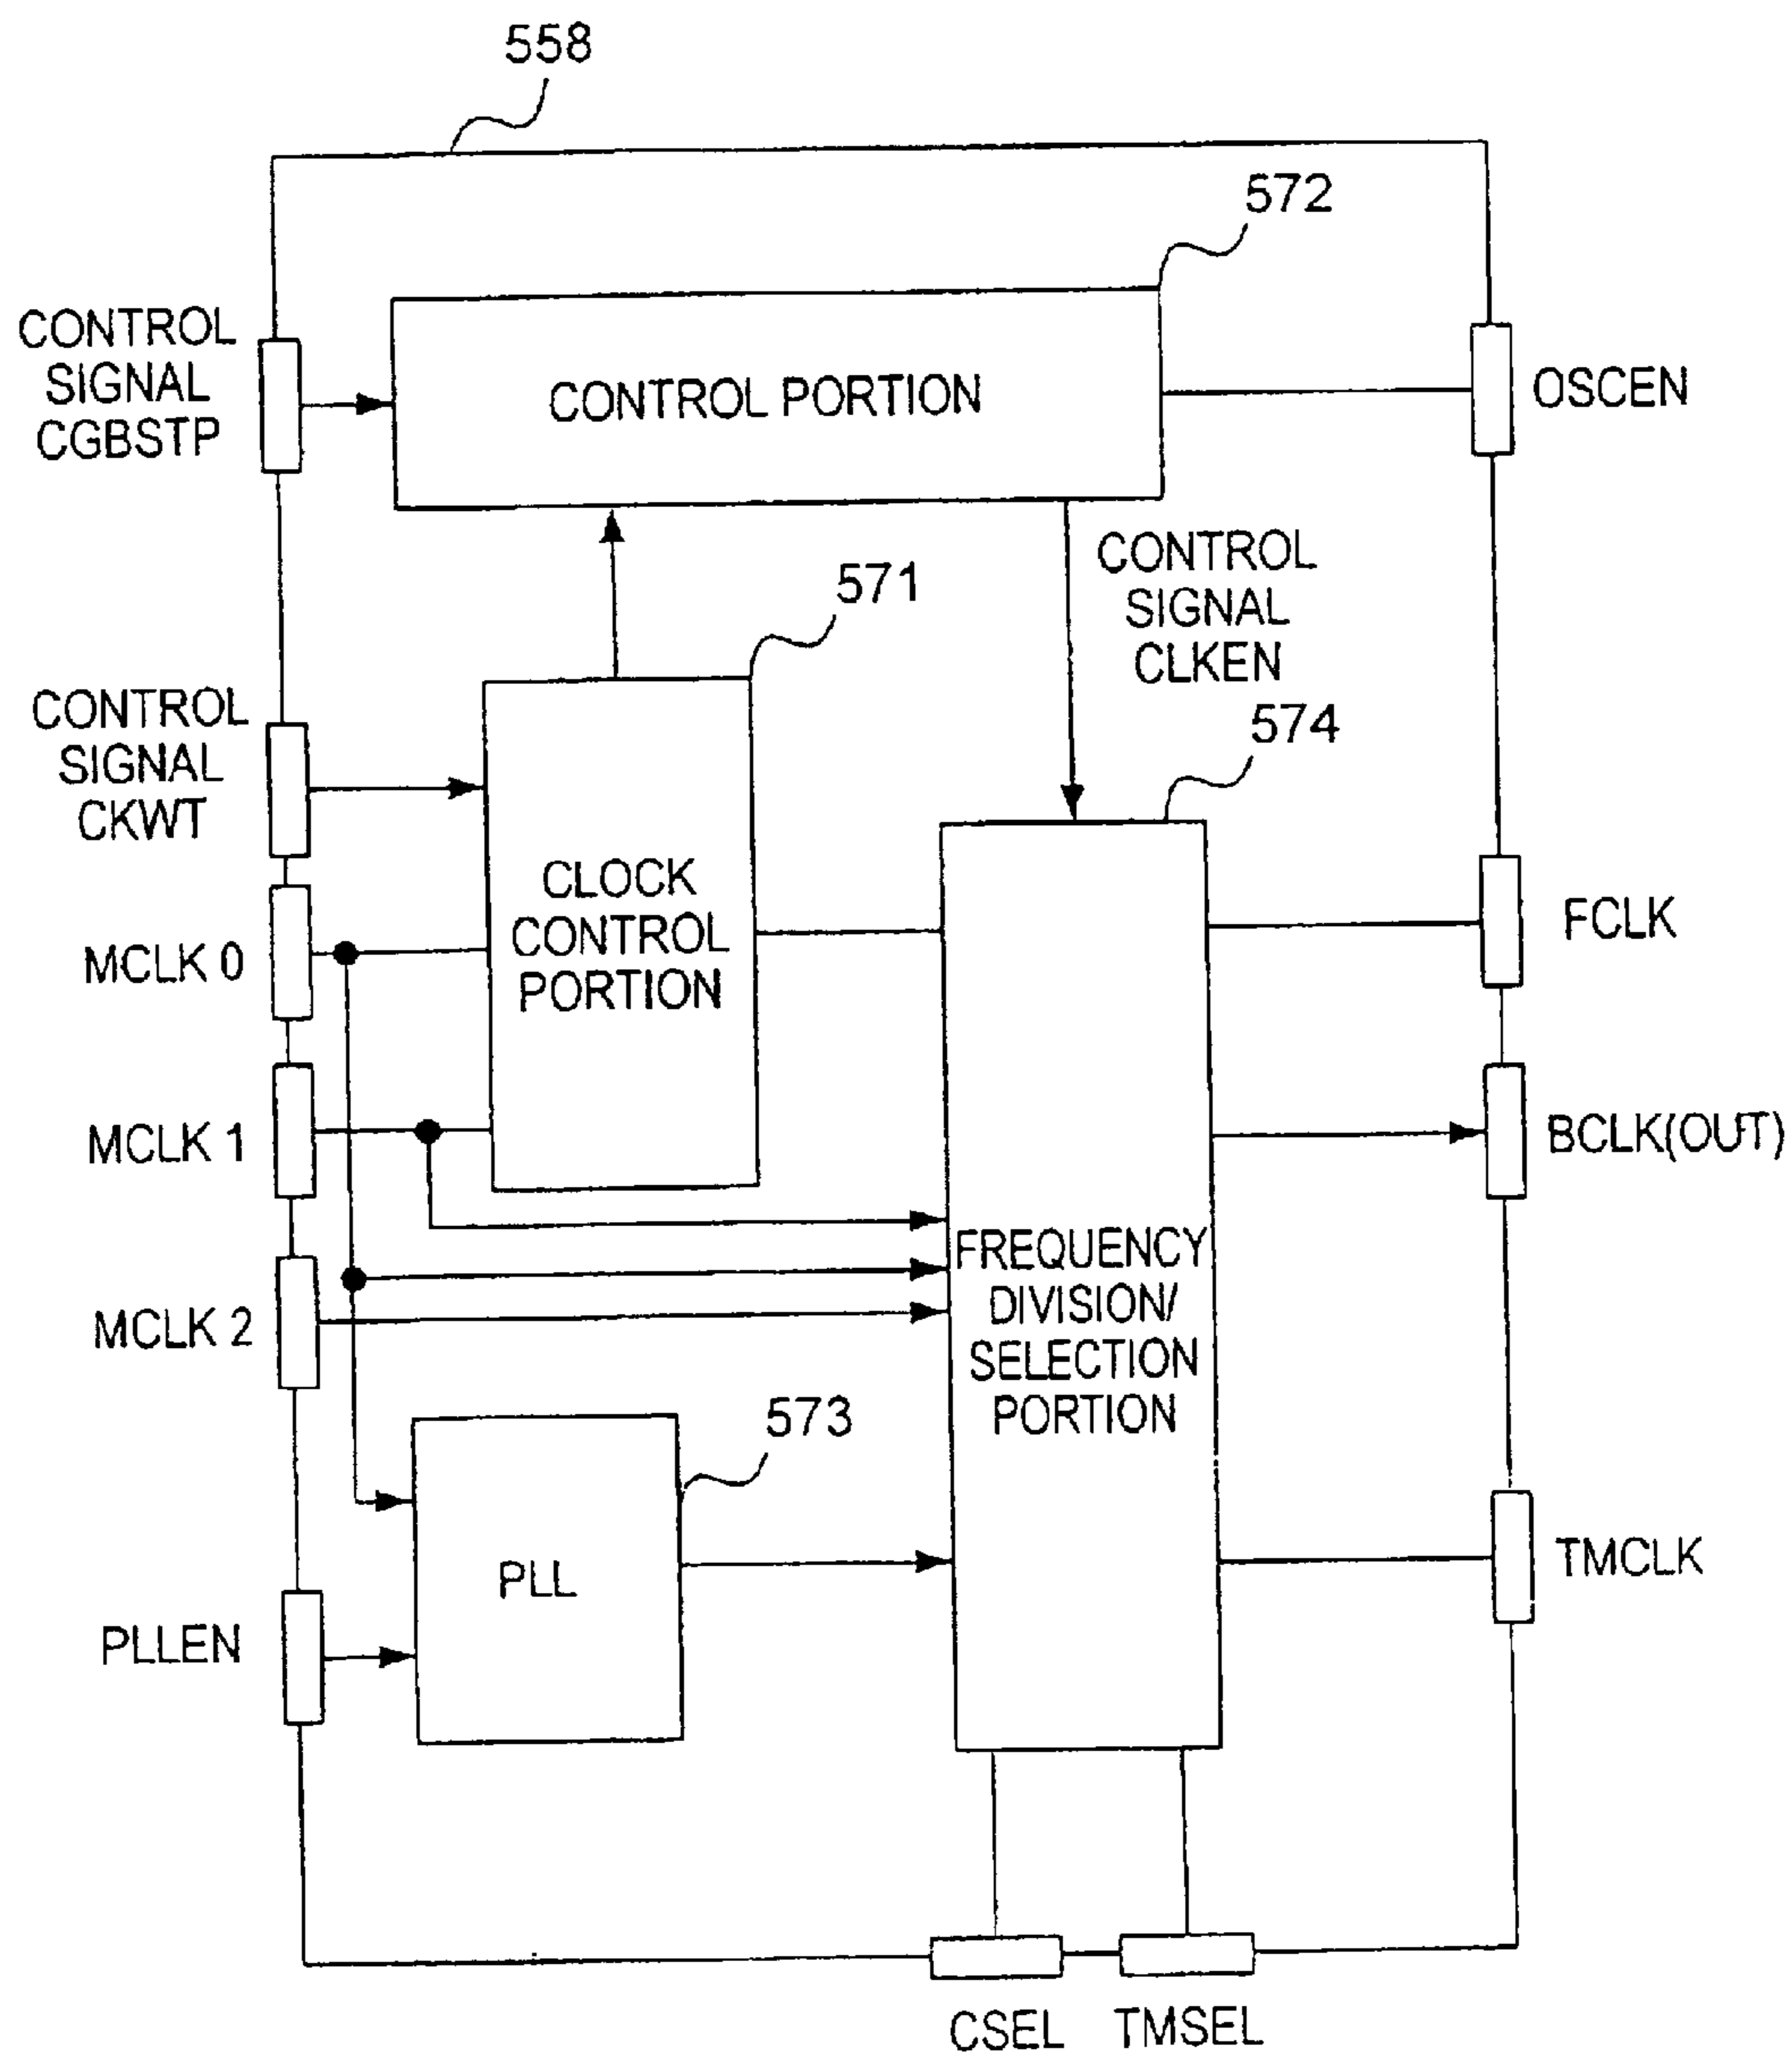 558
572
CONTROL
SIGNAL
CGBSTP
CONTROL PORTION
OSCEN
CONTROL
SIGNAL
CLKEN
571
574
CONTROL
SIGNAL
CKWT
CLOCK
CONTROL
PORTION
FCLK
MCLK 0
MCLK 1
BCLK(OUT)
MCLK 2
FREQUENCY
DIVISION/
SELECTION
PORTION
573
PLL
TMCLK
PLLEN
CSEL
TMSEL